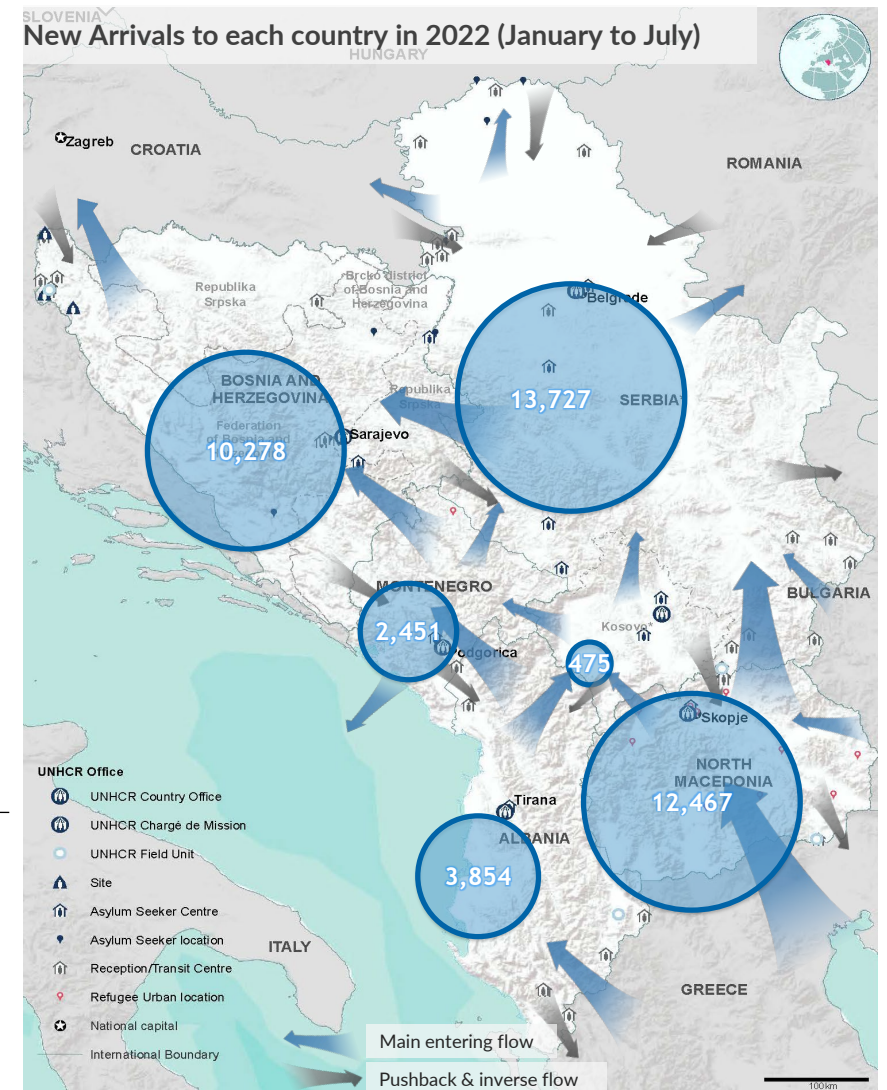 SLOVENIA
New Arrivals to each country in 2022 (January to July)
HUNGARY
Zagreb
CROATIA
ROMANIA
Republika
Srpska
Brcko district
of Bosnia and
Herzegovina
Belgrade
BOSNIA AND
HERZEGOVINA
Republika
Srpska
13,727
SERBIA
Federation
of Bosnia and
10,278
Sarajevo
MONTENEGRO
BULGARIA
2,451
Kosovo*
Podgorica
475
Skopje
NORTH
MACEDONIA
12,467
Tirana
ALBANIA
3,854
ITALY
GREECE
UNHCR Office
UNHCR Country Office
UNHCR Chargé de Mission
UNHCR Field Unit
Site
Asylum Seeker Centre
Asylum Seeker location
Reception/Transit Centre
Refugee Urban location
National capital
International Boundary
Main entering flow
Pushback & inverse flow
100km